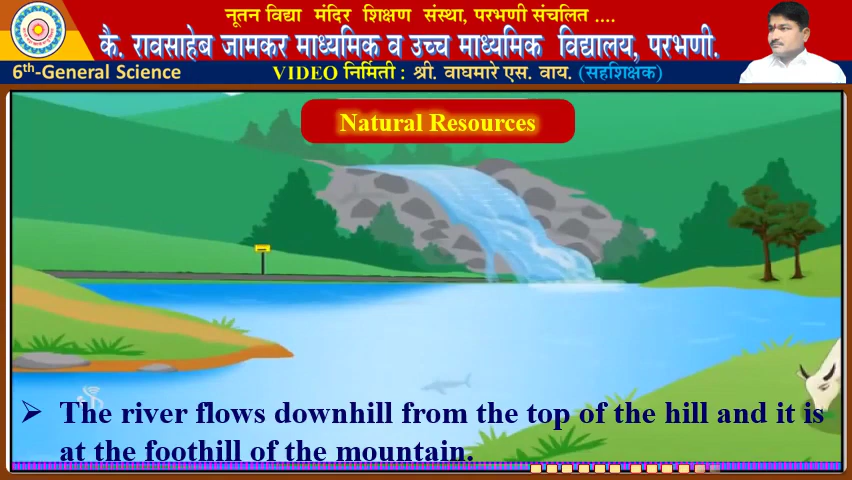 नूतन विद्या मंदिर शिक्षण संस्था, परभणी संचलित ....
कै. रावसाहेब जामकर माध्यमिक व उच्च माध्यमिक विद्यालय, परभणी.
6th-General Science VIDEO निर्मिती : श्री. वाघमारे एस. वाय. (सहशिक्षक)
Natural Resources
➢ The river flows downhill from the top of the hill and it is
at the foothill of the mountain.